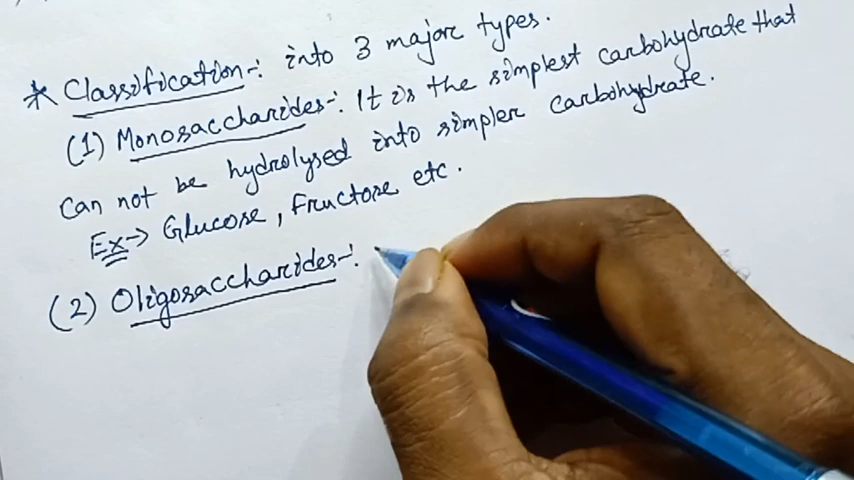 * Classification-: into 3 major types.
(1) Monosaccharides-: It is the simplest carbohydrate that
can not be hydrolysed into simpler carbohydrate.
Ex-> Glucose, Fructose etc.
(2) Oligosaccharides-: